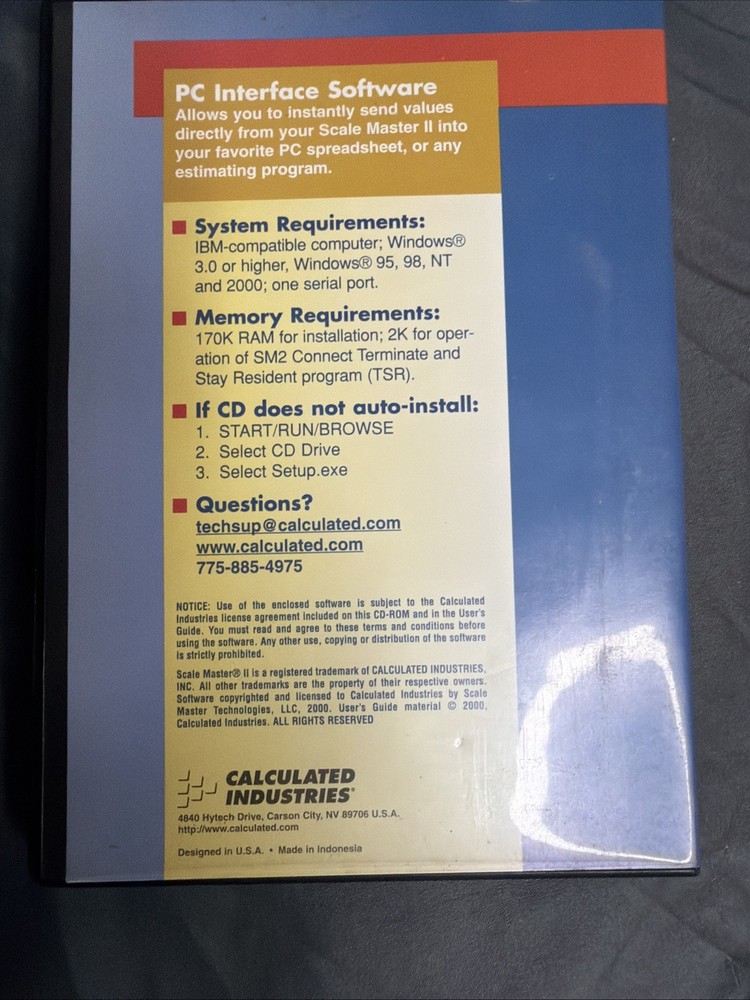 PC Interface Software
Allows you to instantly send values
directly from your Scale Master II into
your favorite PC spreadsheet, or any
estimating program.
System Requirements:
IBM-compatible computer; Windows®
3.0 or higher, Windows® 95, 98, NT
and 2000; one serial port.
Memory Requirements:
170K RAM for installation; 2K for oper-
ation of SM2 Connect Terminate and
Stay Resident program (TSR).
If CD does not auto-install:
1. START/RUN/BROWSE
2. Select CD Drive
3. Select Setup.exe
Questions?
techsup@calculated.com
www.calculated.com
775-885-4975
NOTICE: Use of the enclosed software is subject to the Calculated
Industries license agreement included on this CD-ROM and in the User's
Guide. You must read and agree to these terms and conditions before
using the software. Any other use, copying or distribution of the software
is strictly prohibited.
Scale Master® II is a registered trademark of CALCULATED INDUSTRIES,
INC. All other trademarks are the property of their respective owners.
Software copyrighted and licensed to Calculated Industries by Scale
Master Technologies, LLC, 2000. User's Guide material © 2000,
Calculated Industries. ALL RIGHTS RESERVED
CALCULATED
INDUSTRIES®
4840 Hytech Drive, Carson City, NV 89706 U.S.A.
http://www.calculated.com
Designed in U.S.A. • Made in Indonesia